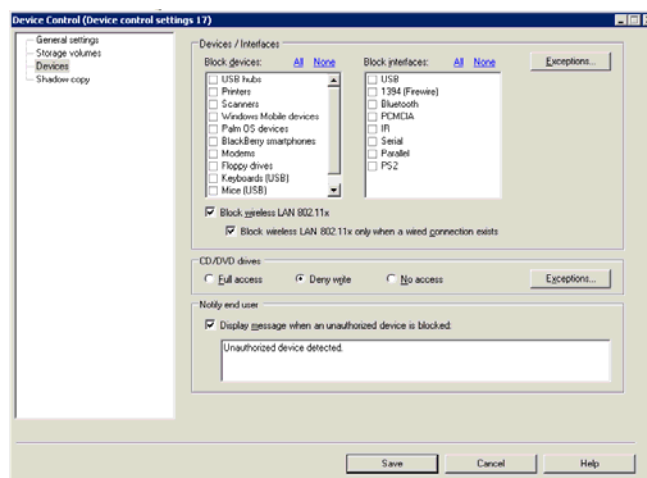 Device Control (Device control settings 17)
General settings
Storage volumes
Devices
Shadow copy
Devices / Interfaces
Block devices: All None
Block interfaces: All None
Exceptions...
USB hubs
Printers
Scanners
Windows Mobile devices
Palm OS devices
BlackBerry smartphones
Modems
Floppy drives
Keyboards (USB)
Mice (USB)
USB
1394 (Firewire)
Bluetooth
PCMCIA
IR
Serial
Parallel
PS2
Block wireless LAN 802.11x
Block wireless LAN 802.11x only when a wired connection exists
CD/DVD drives
Full access Deny write No access Exceptions...
Notify end user
Display message when an unauthorized device is blocked:
Unauthorized device detected.
Save Cancel Help